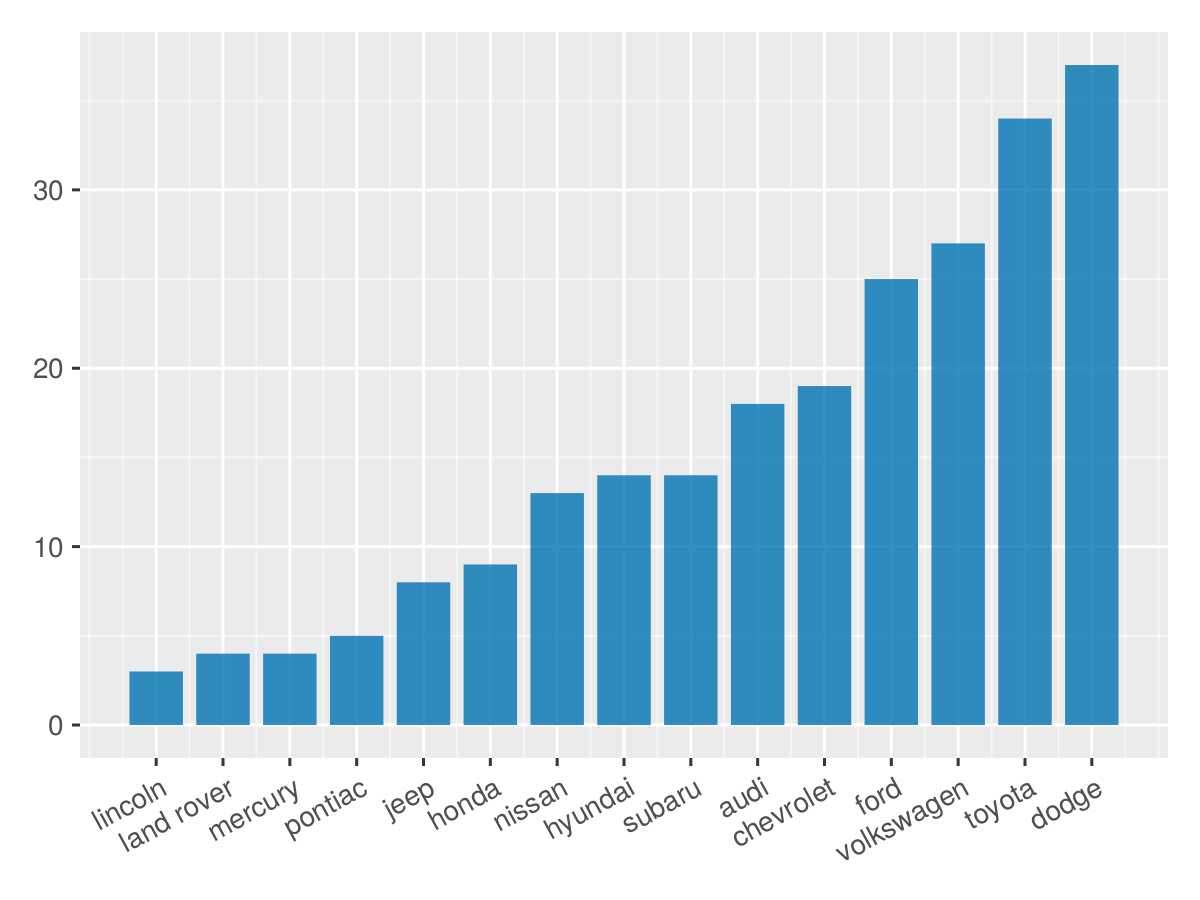 30
20
10
0
lincoln
land rover
mercury
pontiac
jeep
honda
nissan
hyundai
subaru
audi
chevrolet
ford
volkswagen
toyota
dodge